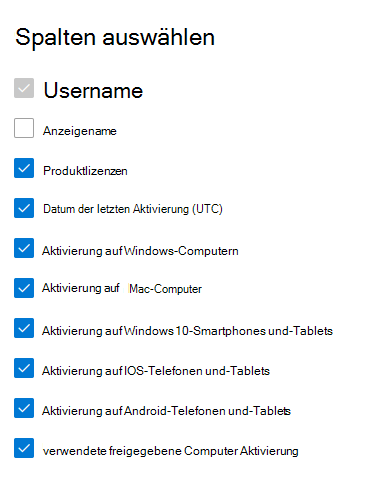 Spalten auswählen
Username
Anzeigename
Produktlizenzen
Datum der letzten Aktivierung (UTC)
Aktivierung auf Windows-Computern
Aktivierung auf Mac-Computer
Aktivierung auf Windows 10-Smartphones und-Tablets
Aktivierung auf IOS-Telefonen und-Tablets
Aktivierung auf Android-Telefonen und-Tablets
verwendete freigegebene Computer Aktivierung